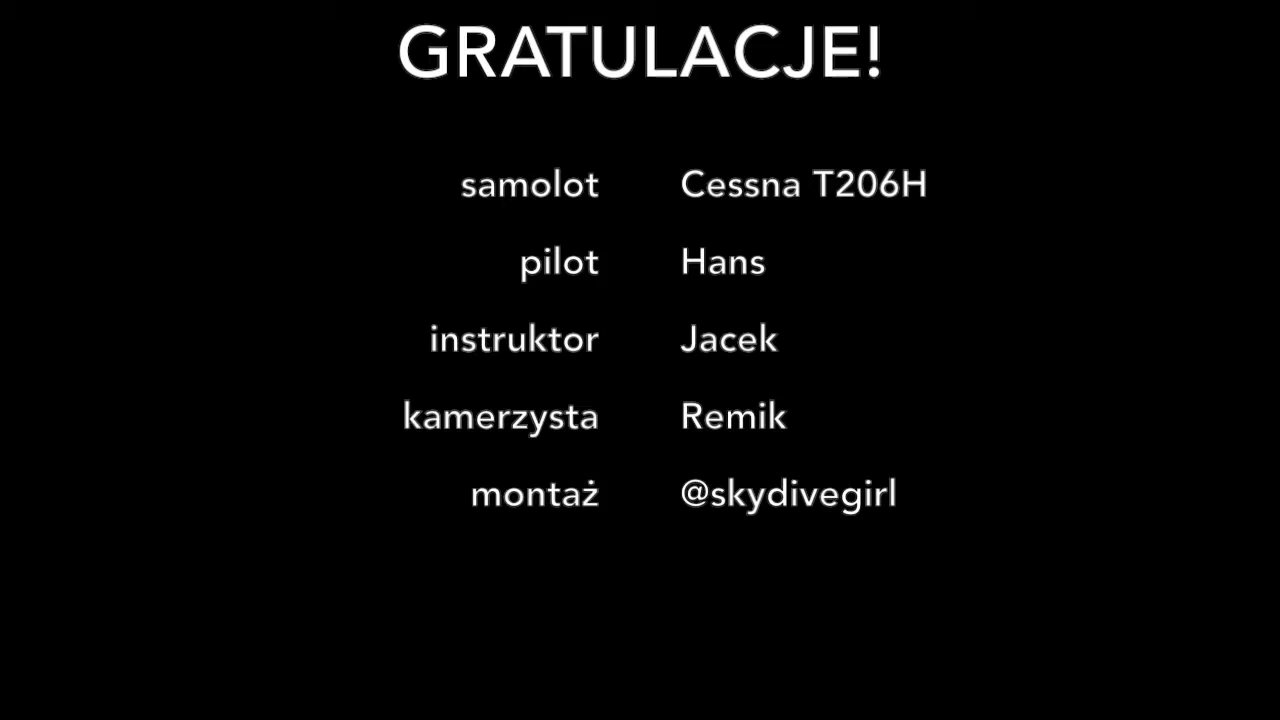 GRATULACJE!
samolot Cessna T206H
pilot Hans
instruktor Jacek
kamerzysta Remik
montaż @skydivegirl